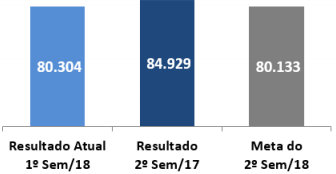 80.304 84.929 80.133
Resultado Atual Resultado Meta do
1º Sem/18 2º Sem/17 2º Sem/18